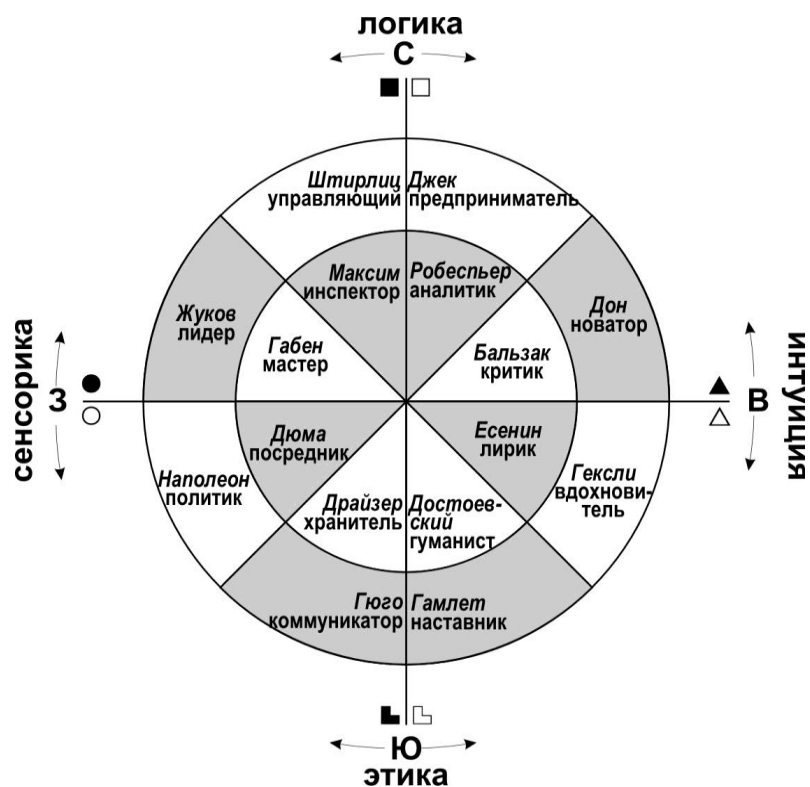 логика
С
Штирлиц
управляющий
Джек
предприниматель
Максим
инспектор
Робеспьер
аналитик
Жуков
лидер
Дон
новатор
Габен
мастер
Бальзак
критик
сенсорика
З
В
интуиция
Дюма
посредник
Есенин
лирик
Наполеон
политик
Гексли
вдохнови-
тель
Драйзер
хранитель
Достоев-
ский
гуманист
Гюго
коммуникатор
Гамлет
наставник
Ю
этика